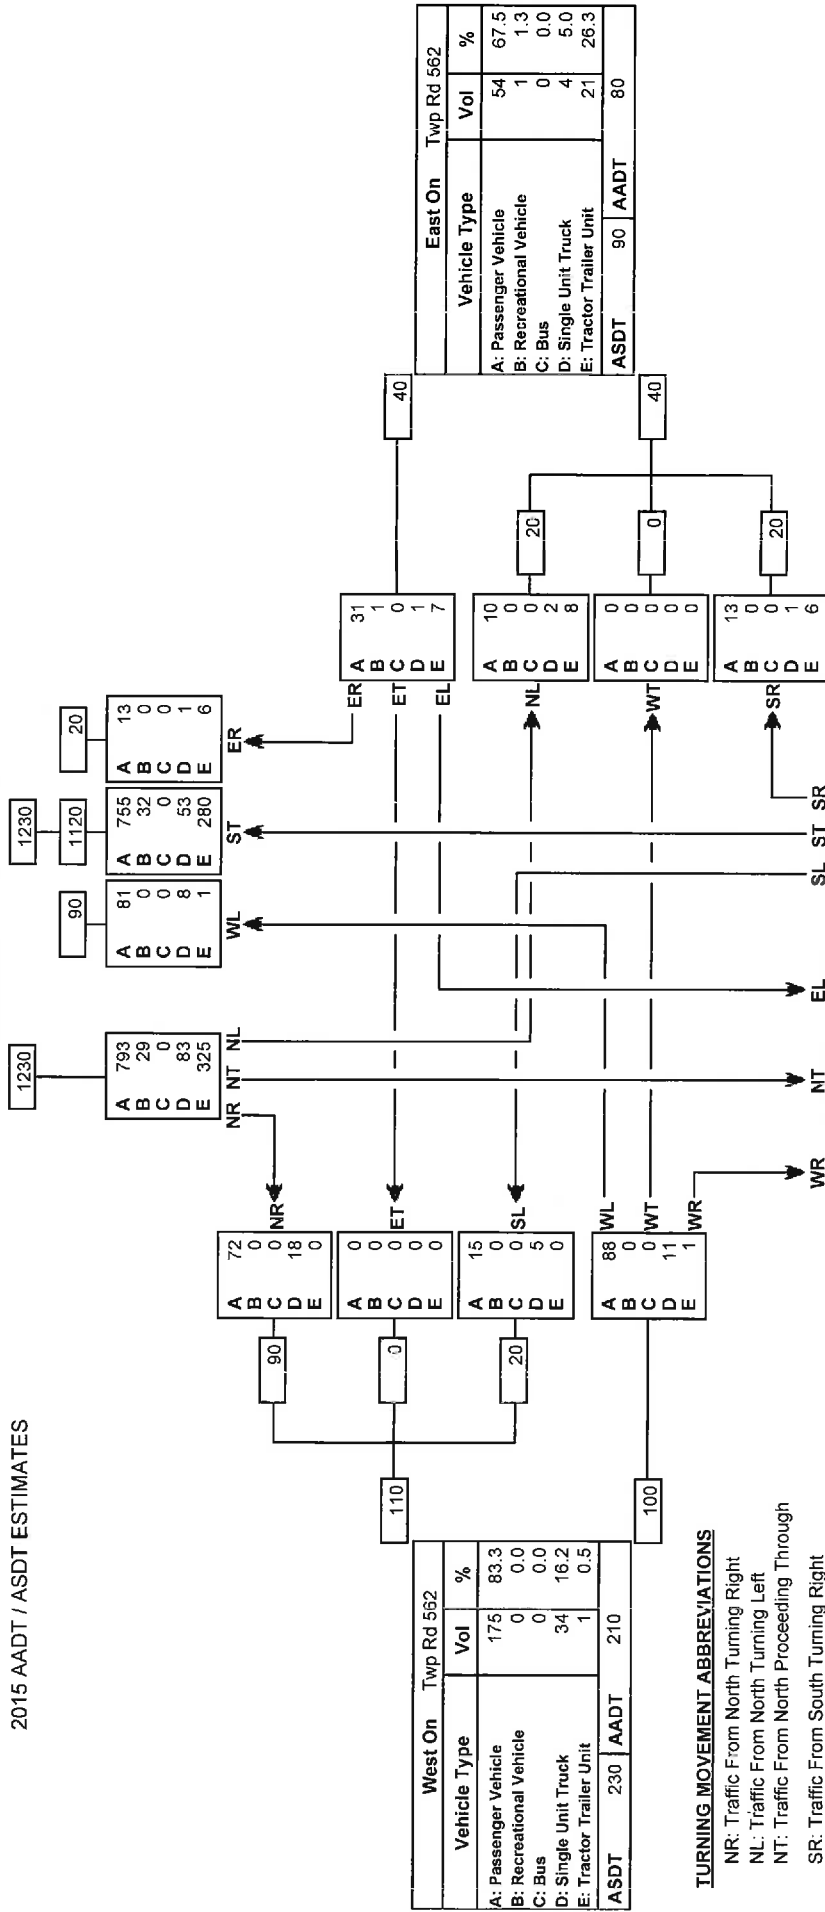 2015 AADT / ASDT ESTIMATES
1230
A 793
B 29
C 0
D 83
E 325
NR NT NL
90
A 81
B 0
C 0
D 8
E 1
WL
1230
1120
A 755
B 32
C 0
D 53
E 280
ST
20
A 13
B 0
C 0
D 1
E 6
ER
West On Twp Rd 562
Vehicle Type Vol %
A: Passenger Vehicle 175 83.3
B: Recreational Vehicle 0 0.0
C: Bus 0 0.0
D: Single Unit Truck 34 16.2
E: Tractor Trailer Unit 1 0.5
ASDT 230 AADT 210
110
90
A 72
B 0
C 0
D 18
E 0
NR
0
A 0
B 0
C 0
D 0
E 0
ET
20
A 15
B 0
C 0
D 5
E 0
SL
100
A 88
B 0
C 0
D 11
E 1
WL
WT
WR
A 31
B 1
C 0
D 1
E 7
ER
ET
EL
40
NL
A 10
B 0
C 0
D 2
E 8
20
WT
A 0
B 0
C 0
D 0
E 0
0
SR
A 13
B 0
C 0
D 1
E 6
20
40
East On Twp Rd 562
Vehicle Type Vol %
A: Passenger Vehicle 54 67.5
B: Recreational Vehicle 1 1.3
C: Bus 0 0.0
D: Single Unit Truck 4 5.0
E: Tractor Trailer Unit 21 26.3
ASDT 90 AADT 80
WR NT EL SL ST SR
TURNING MOVEMENT ABBREVIATIONS
NR: Traffic From North Turning Right
NL: Traffic From North Turning Left
NT: Traffic From North Proceeding Through
SR: Traffic From South Turning Right